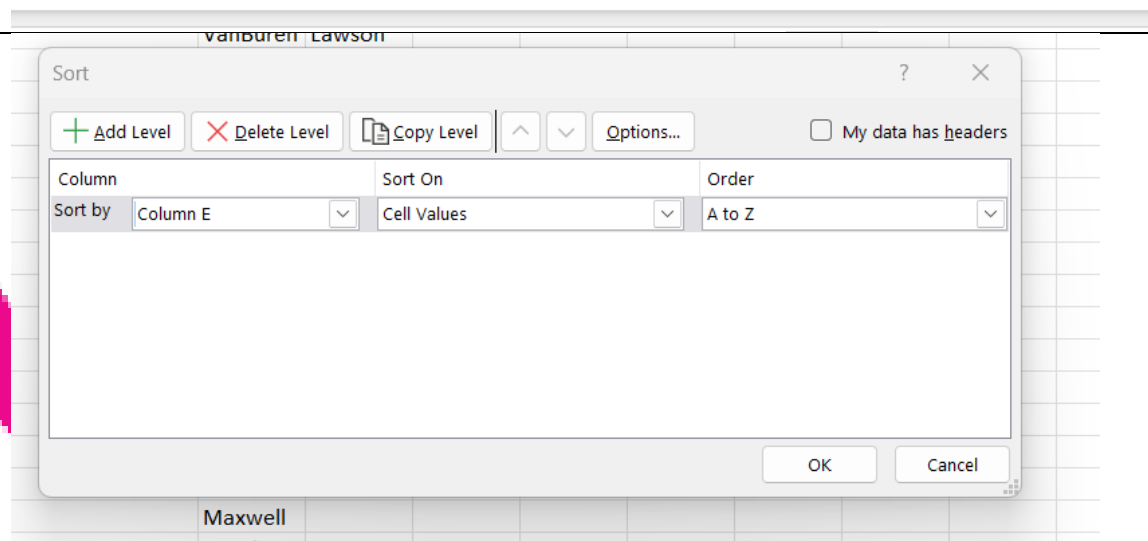 VanBuren Lawson
Sort ?
Add Level Delete Level Copy Level Options... My data has headers
Column Sort On Order
Sort by Column E Cell Values A to Z
OK Cancel
Maxwell